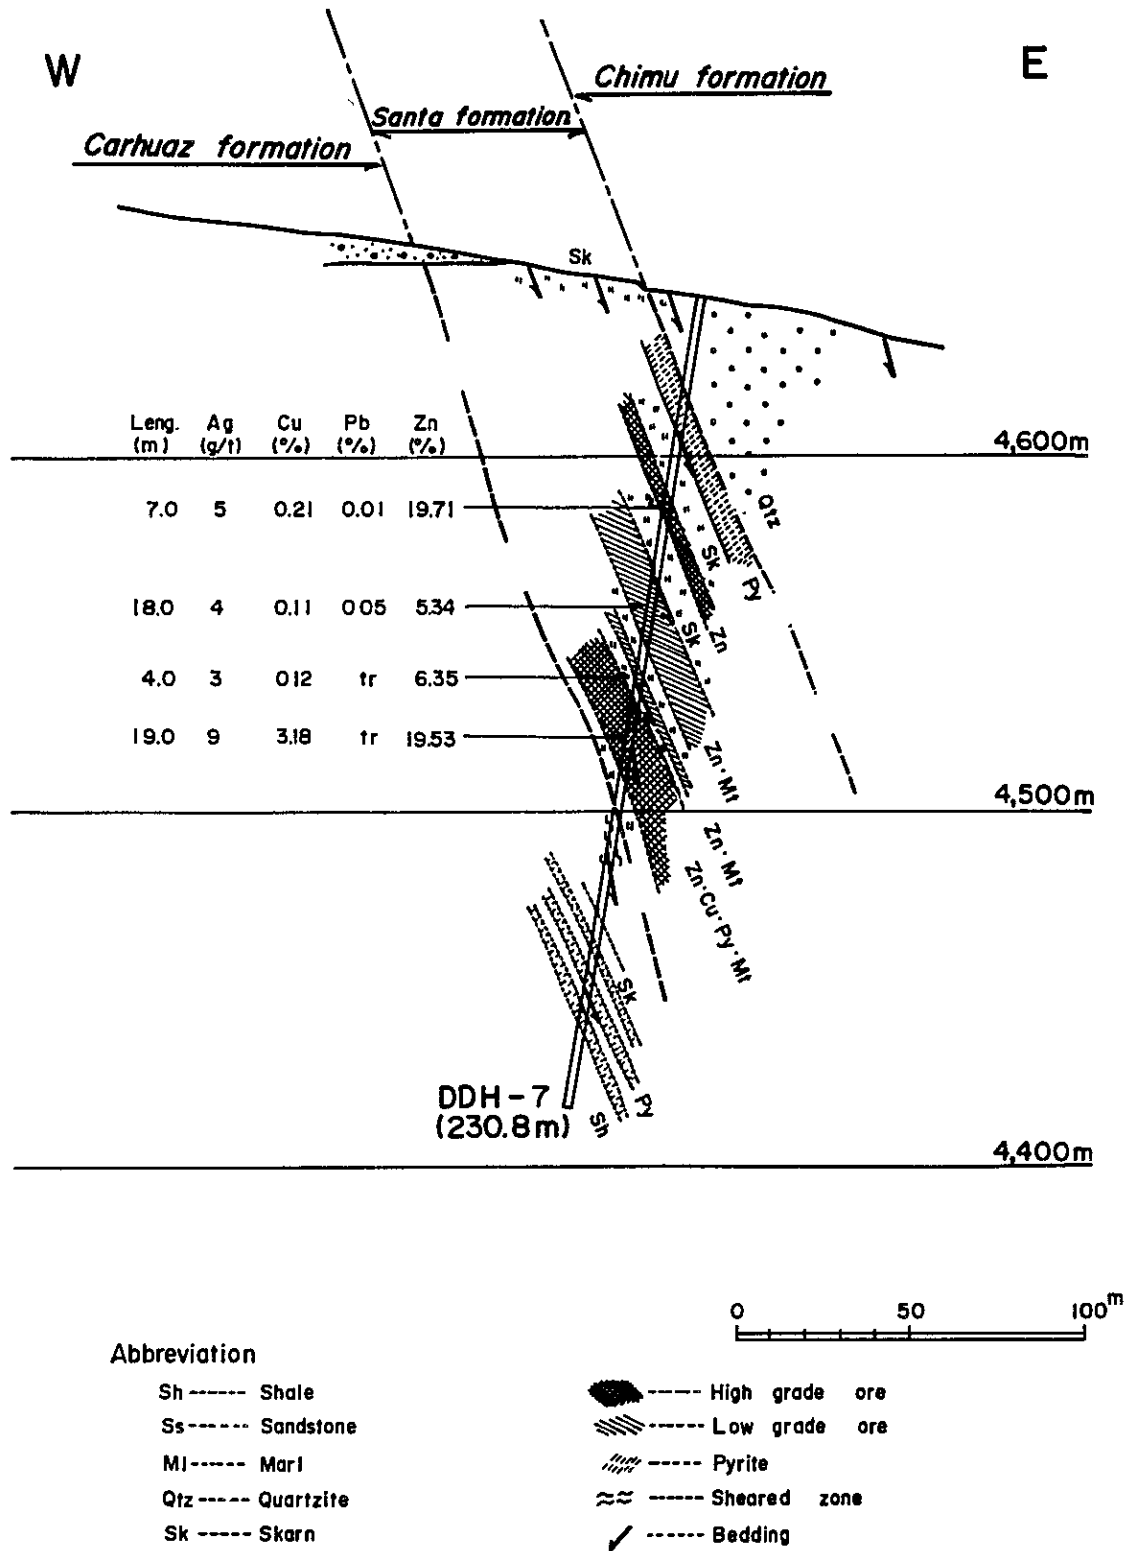 W
E
Chimu formation
Santa formation
Carhuaz formation
Sk
Leng. Ag Cu Pb Zn
(m) (g/t) (%) (%) (%)
4,600m
7.0 5 0.21 0.01 19.71
Qtz
Sk
Py
18.0 4 0.11 005 5.34
Sk
Zn
4.0 3 012 tr 6.35
19.0 9 3.18 tr 19.53
Zn·Mt
4,500m
Zn·Mt
Zn·Cu·Py·Mt
Sk
DDH-7
(230.8m)
Py
Sh
4,400m
0 50 100m
Abbreviation
Sh ------- Shale
Ss ------ Sandstone
Ml ------ Marl
Qtz ----- Quartzite
Sk ----- Skarn
------ High grade ore
------ Low grade ore
------ Pyrite
------ Sheared zone
------ Bedding